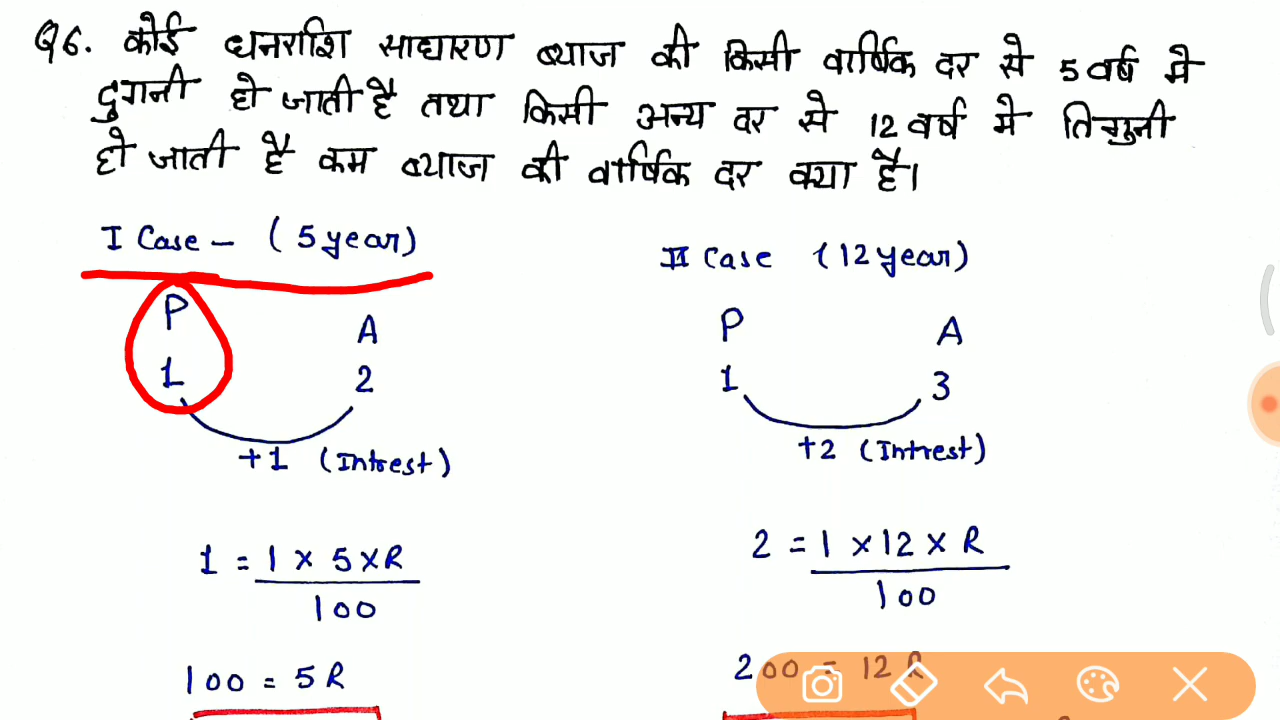 Q6. कोई धनराशि साधारण ब्याज की किसी वार्षिक दर से 5 वर्ष मे
दुगनी हो जाती है तथा किसी अन्य दर से 12 वर्ष मे तिगुनी
हो जाती है कम ब्याज की वार्षिक दर क्या है।
I Case - ( 5 year)
II Case (12 year)
P A
1 2
+1 (Intrest)
P A
1 3
+2 (Intrest)
1 = 1 x 5 x R
100
2 = 1 x 12 x R
100
100 = 5 R
200 = 12 R